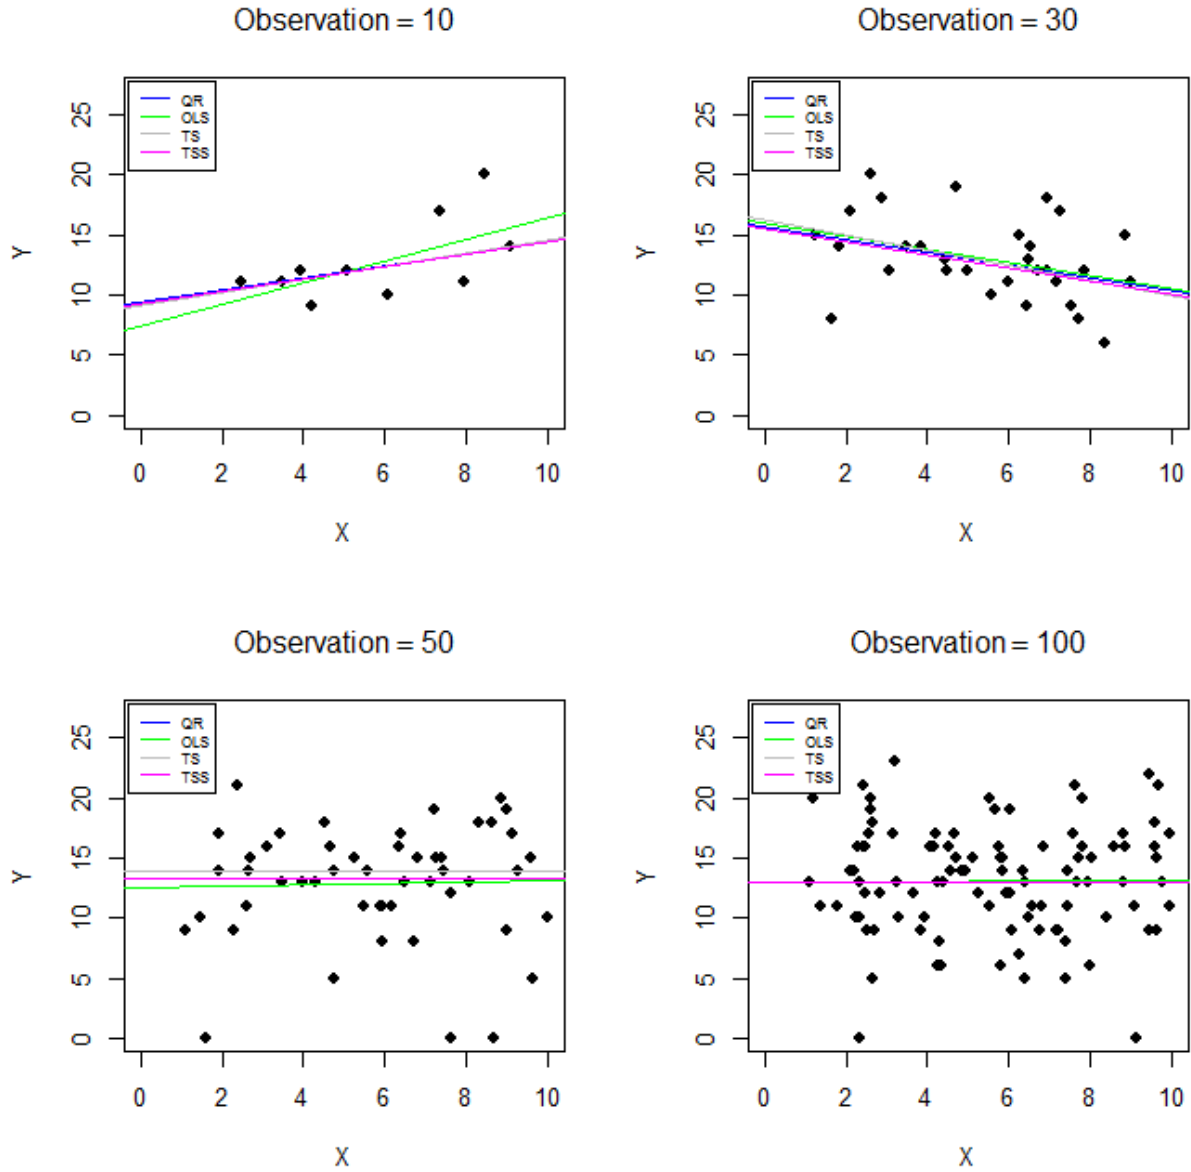 Observation = 10
QR
OLS
TS
TSS
25
20
15
10
5
0
Y
0 2 4 6 8 10
X
Observation = 30
QR
OLS
TS
TSS
25
20
15
10
5
0
Y
0 2 4 6 8 10
X
Observation = 50
QR
OLS
TS
TSS
25
20
15
10
5
0
Y
0 2 4 6 8 10
X
Observation = 100
QR
OLS
TS
TSS
25
20
15
10
5
0
Y
0 2 4 6 8 10
X